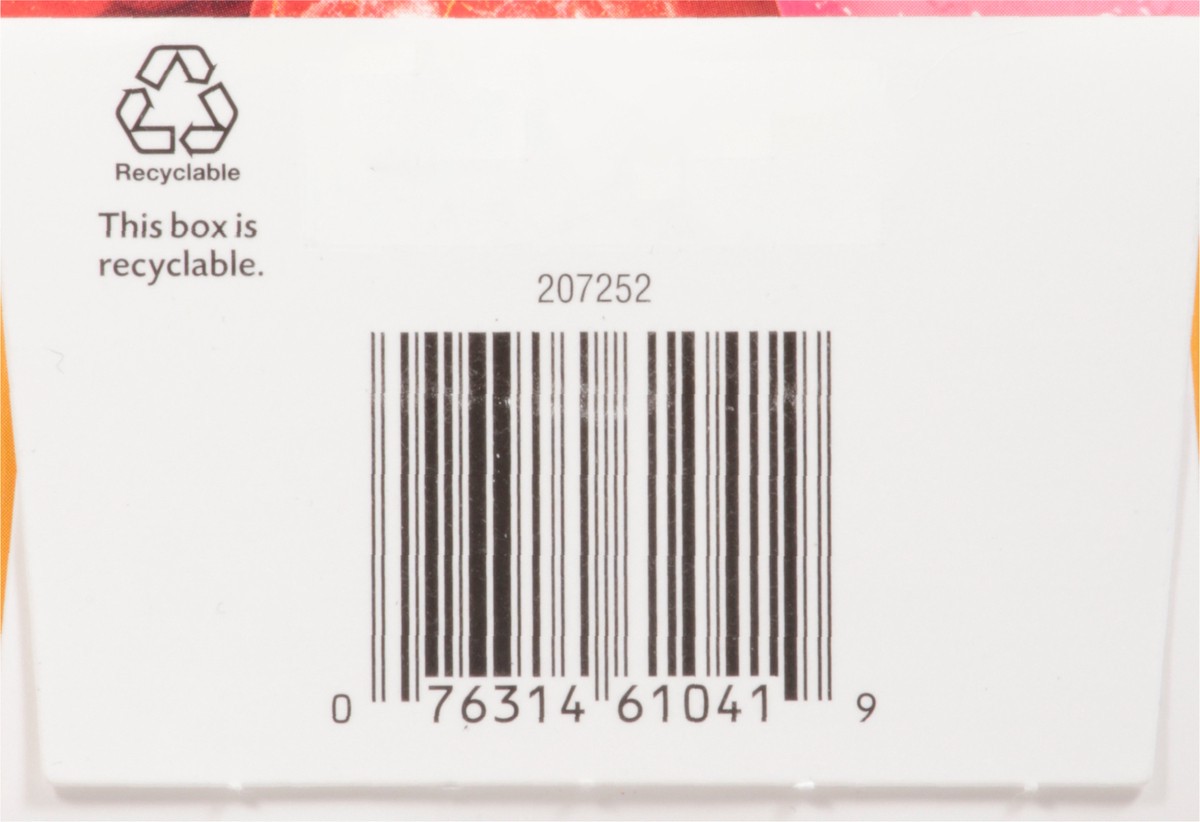 Recyclable
This box is
recyclable.
207252
0 76314 61041 9